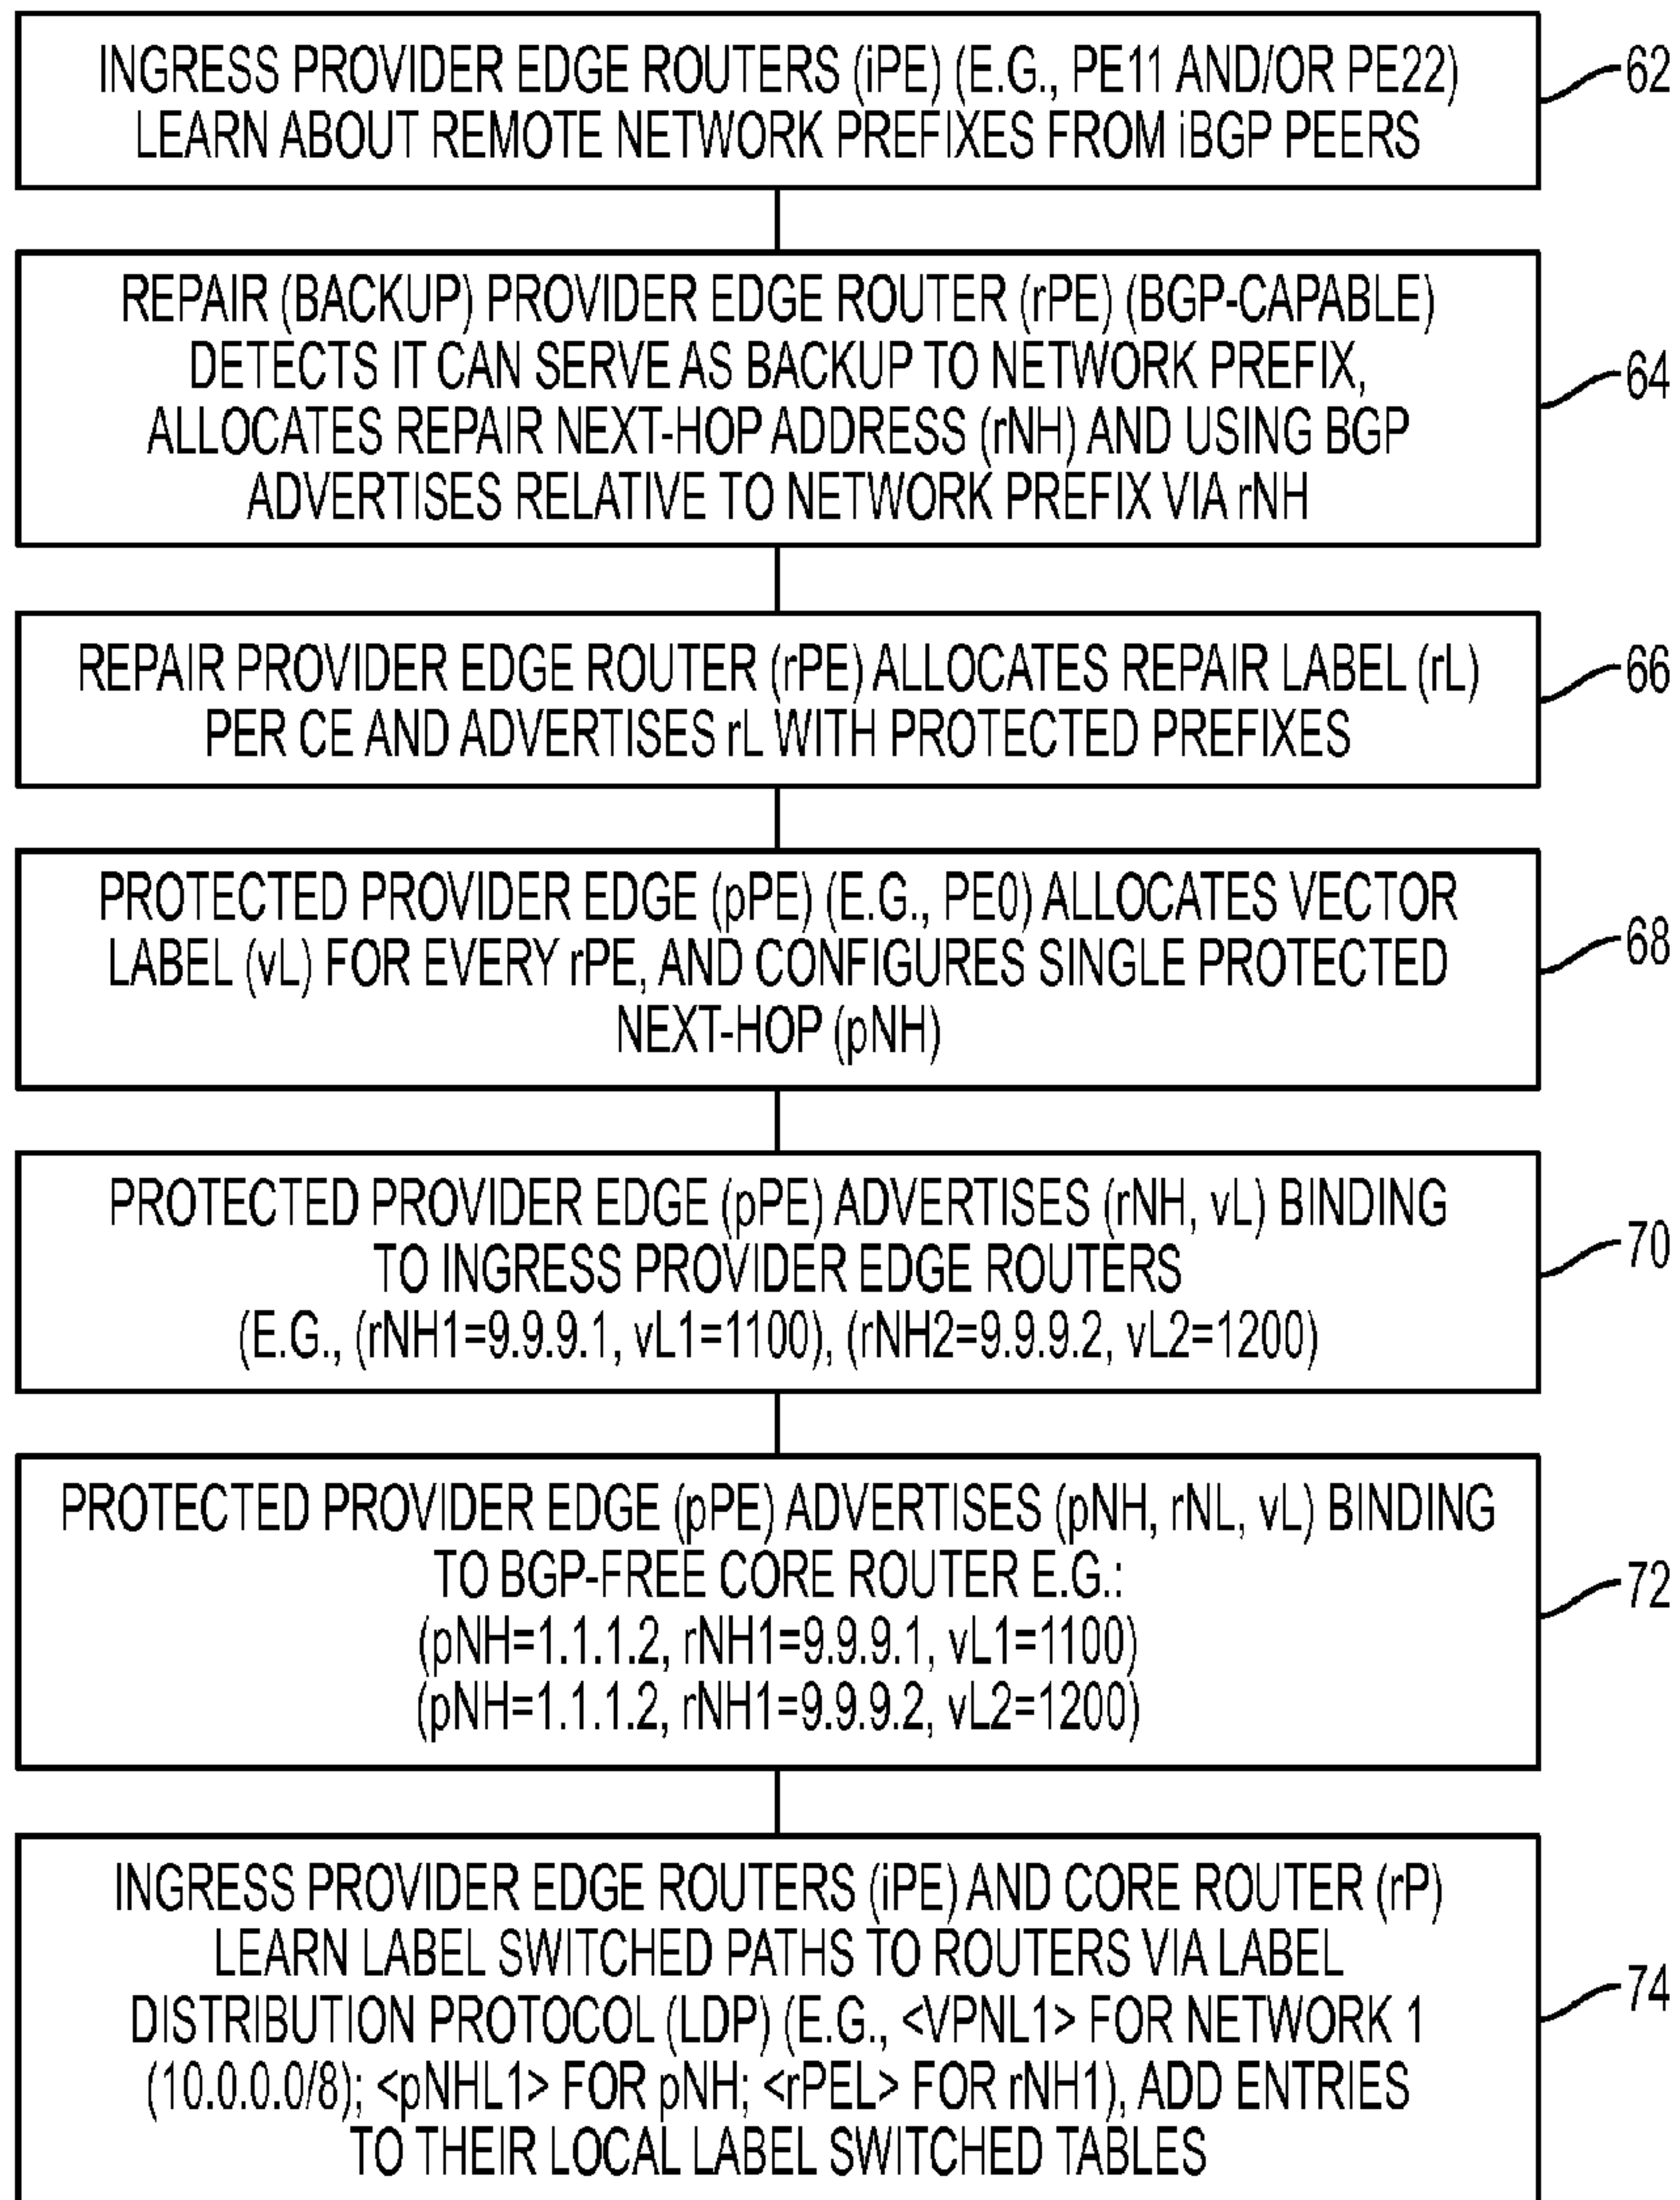 INGRESS PROVIDER EDGE ROUTERS (iPE) (E.G., PE11 AND/OR PE22)
LEARN ABOUT REMOTE NETWORK PREFIXES FROM iBGP PEERS
62
REPAIR (BACKUP) PROVIDER EDGE ROUTER (rPE) (BGP-CAPABLE)
DETECTS IT CAN SERVE AS BACKUP TO NETWORK PREFIX,
ALLOCATES REPAIR NEXT-HOP ADDRESS (rNH) AND USING BGP
ADVERTISES RELATIVE TO NETWORK PREFIX VIA rNH
64
REPAIR PROVIDER EDGE ROUTER (rPE) ALLOCATES REPAIR LABEL (rL)
PER CE AND ADVERTISES rL WITH PROTECTED PREFIXES
66
PROTECTED PROVIDER EDGE (pPE) (E.G., PE0) ALLOCATES VECTOR
LABEL (vL) FOR EVERY rPE, AND CONFIGURES SINGLE PROTECTED
NEXT-HOP (pNH)
68
PROTECTED PROVIDER EDGE (pPE) ADVERTISES (rNH, vL) BINDING
TO INGRESS PROVIDER EDGE ROUTERS
(E.G., (rNH1=9.9.9.1, vL1=1100), (rNH2=9.9.9.2, vL2=1200)
70
PROTECTED PROVIDER EDGE (pPE) ADVERTISES (pNH, rNL, vL) BINDING
TO BGP-FREE CORE ROUTER E.G.:
(pNH=1.1.1.2, rNH1=9.9.9.1, vL1=1100)
(pNH=1.1.1.2, rNH1=9.9.9.2, vL2=1200)
72
INGRESS PROVIDER EDGE ROUTERS (iPE) AND CORE ROUTER (rP)
LEARN LABEL SWITCHED PATHS TO ROUTERS VIA LABEL
DISTRIBUTION PROTOCOL (LDP) (E.G., <VPNL1> FOR NETWORK 1
(10.0.0.0/8); <pNHL1> FOR pNH; <rPEL> FOR rNH1), ADD ENTRIES
TO THEIR LOCAL LABEL SWITCHED TABLES
74